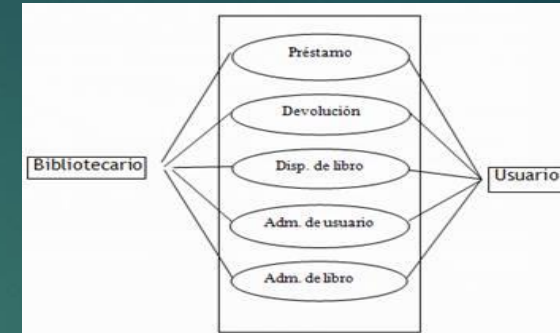 Préstamo
Devolución
Bibliotecario
Disp. de libro
Usuario
Adm. de usuario
Adm. de libro